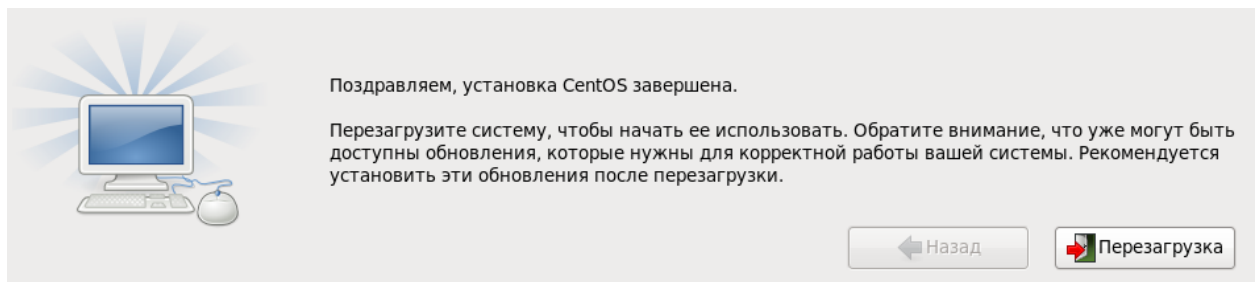 Поздравляем, установка CentOS завершена.
Перезагрузите систему, чтобы начать ее использовать. Обратите внимание, что уже могут быть
доступны обновления, которые нужны для корректной работы вашей системы. Рекомендуется
установить эти обновления после перезагрузки.
Назад
Перезагрузка